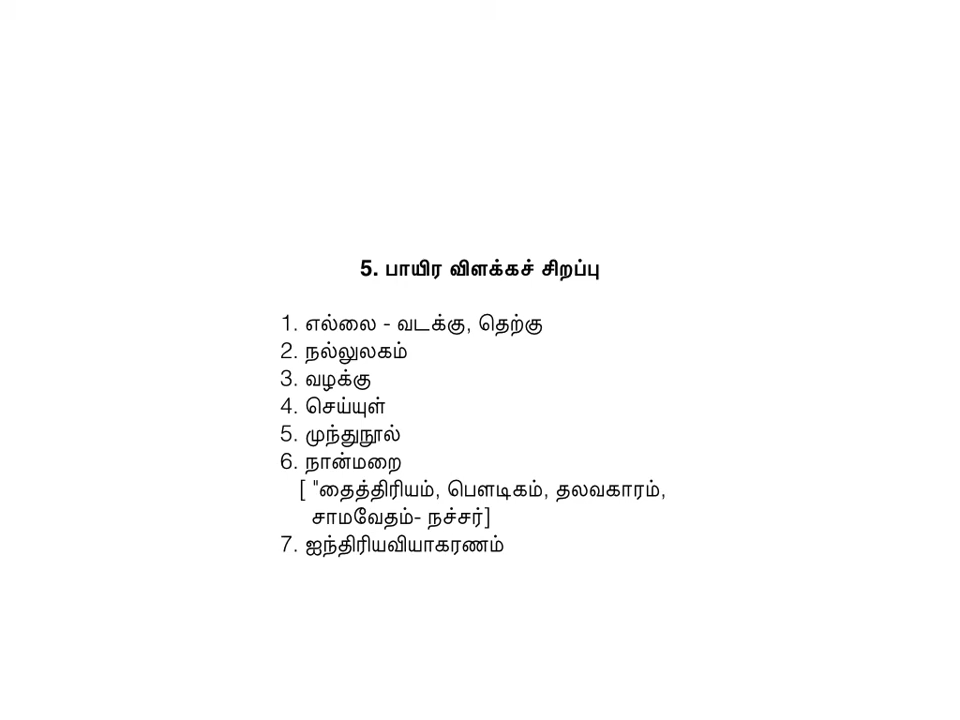 5. பாயிர விளக்கச் சிறப்பு
1. எல்லை - வடக்கு, தெற்கு
2. நல்லுலகம்
3. வழக்கு
4. செய்யுள்
5. முந்துநூல்
6. நான்மறை
[ "தைத்திரியம், பௌடிகம், தலவகாரம்,
சாமவேதம்- நச்சர்]
7. ஐந்திரியவியாகரணம்